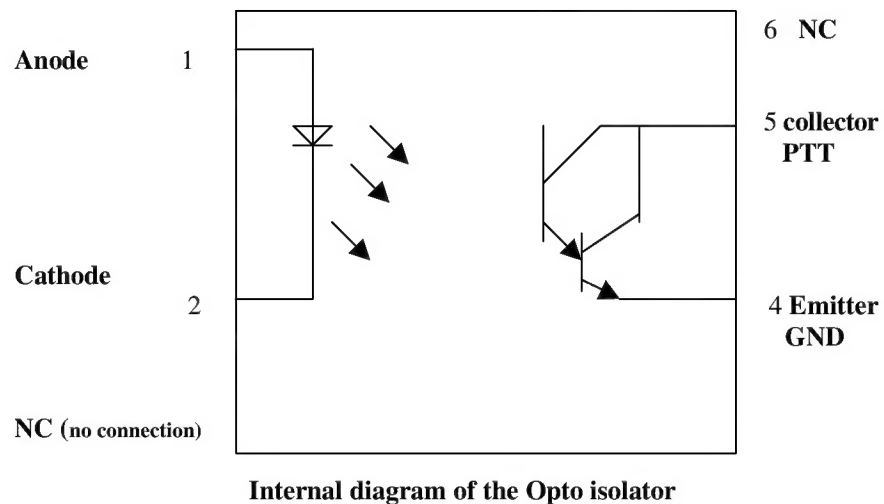 6 NC
Anode 1
5 collector
PTT
Cathode
2
4 Emitter
GND
NC (no connection)
Internal diagram of the Opto isolator